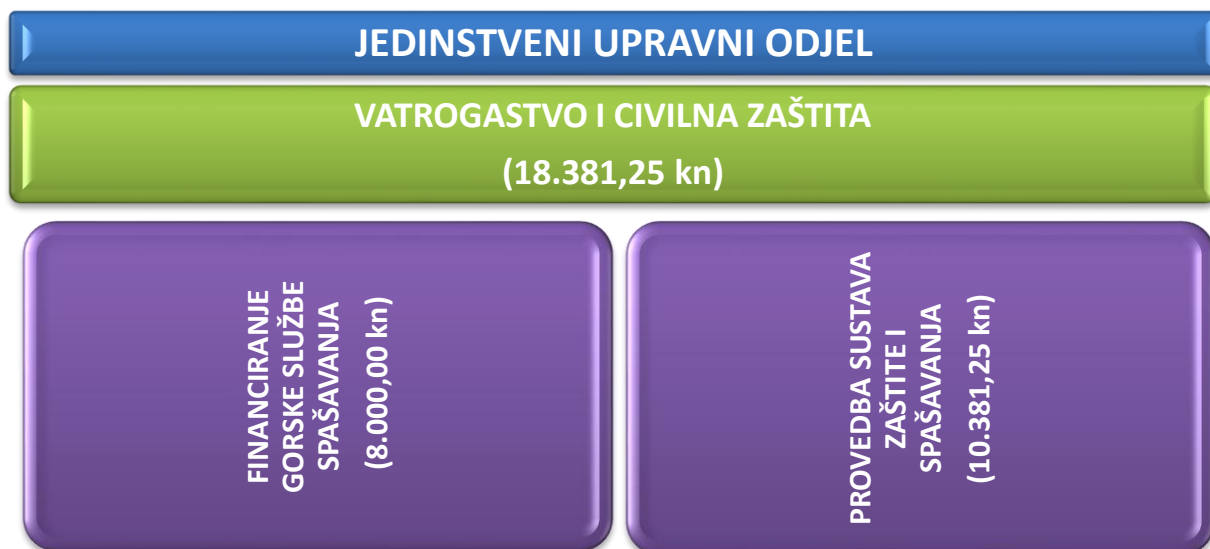 JEDINSTVENI UPRAVNI ODJEL
VATROGASTVO I CIVILNA ZAŠTITA
(18.381,25 kn)
FINANCIRANJE
GORSKE SLUŽBE
SPAŠAVANJA
(8.000,00 kn)
PROVEDBA SUSTAVA
ZAŠTITE I
SPAŠAVANJA
(10.381,25 kn)